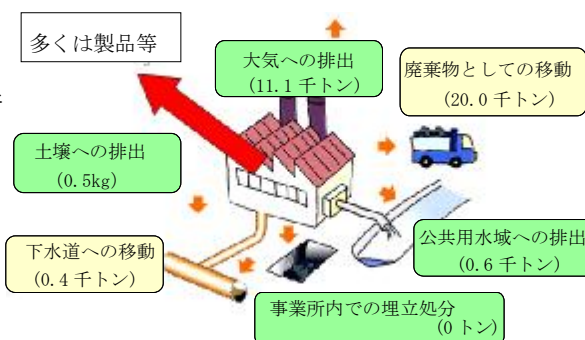 多くは製品等
大気への排出
(11.1 千トン)
廃棄物としての移動
(20.0 千トン)
土壌への排出
(0.5kg)
下水道への移動
(0.4 千トン)
公共用水域への排出
(0.6 千トン)
事業所内での埋立処分
(0 トン)